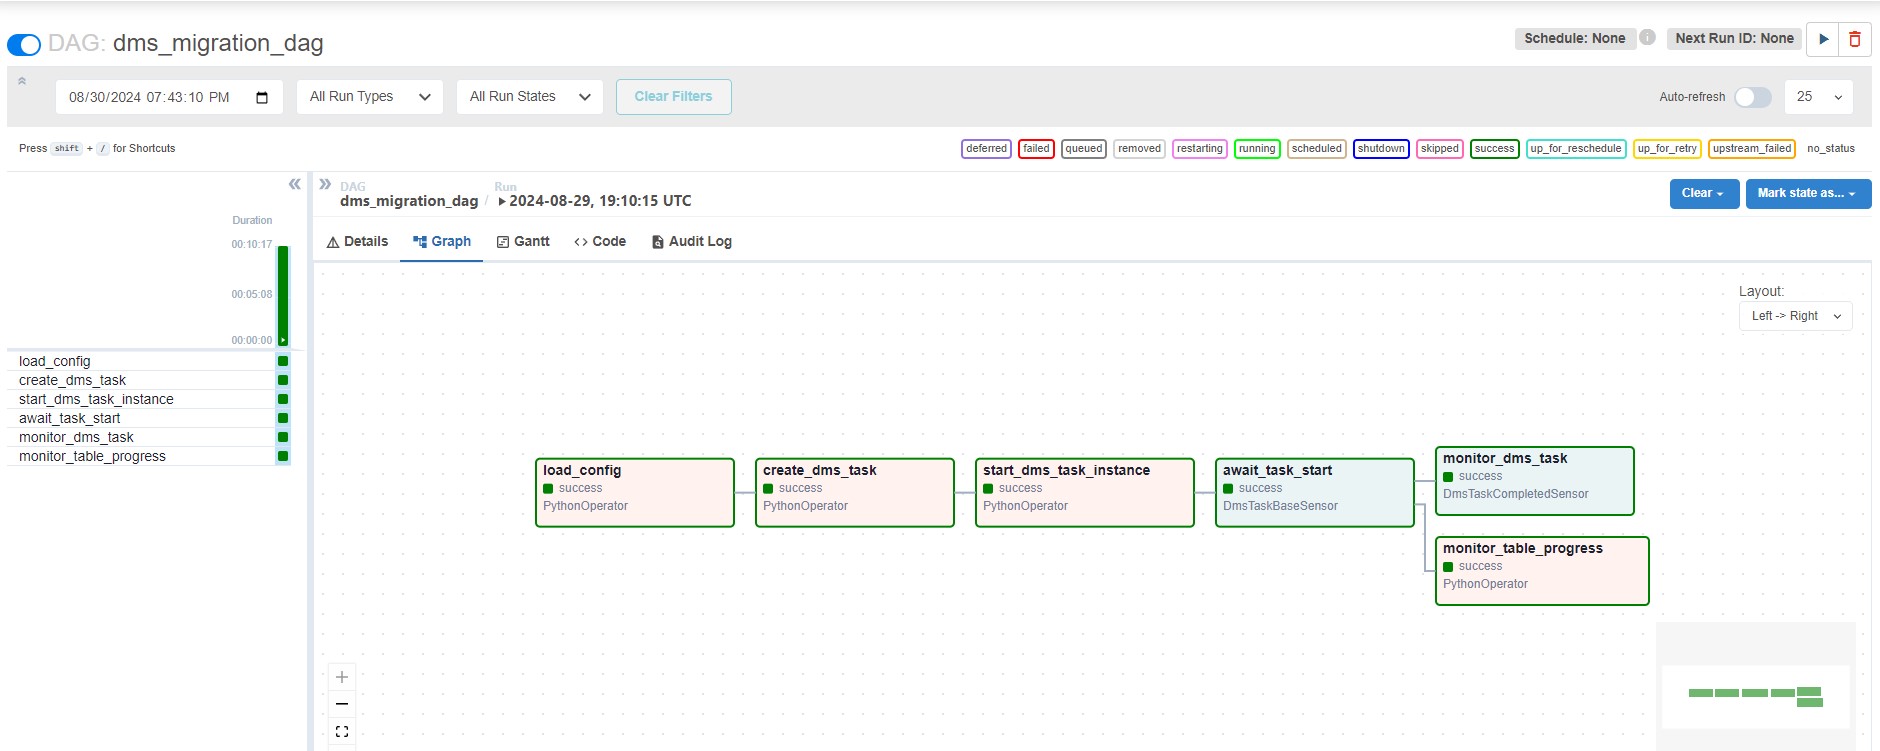 DAG: dms_migration_dag
Schedule: None
Next Run ID: None
08/30/2024 07:43:10 PM
All Run Types
All Run States
Clear Filters
Auto-refresh
25
Press shift + / for Shortcuts
deferred
failed
queued
removed
restarting
running
scheduled
shutdown
skipped
success
up_for_reschedule
up_for_retry
upstream_failed
no_status
DAG
dms_migration_dag /
Run
2024-08-29, 19:10:15 UTC
Clear
Mark state as...
Details
Graph
Gantt
Code
Audit Log
Duration
00:10:17
00:05:08
00:00:00
load_config
create_dms_task
start_dms_task_instance
await_task_start
monitor_dms_task
monitor_table_progress
Layout:
Left -> Right
load_config
success
PythonOperator
create_dms_task
success
PythonOperator
start_dms_task_instance
success
PythonOperator
await_task_start
success
DmsTaskBaseSensor
monitor_dms_task
success
DmsTaskCompletedSensor
monitor_table_progress
success
PythonOperator